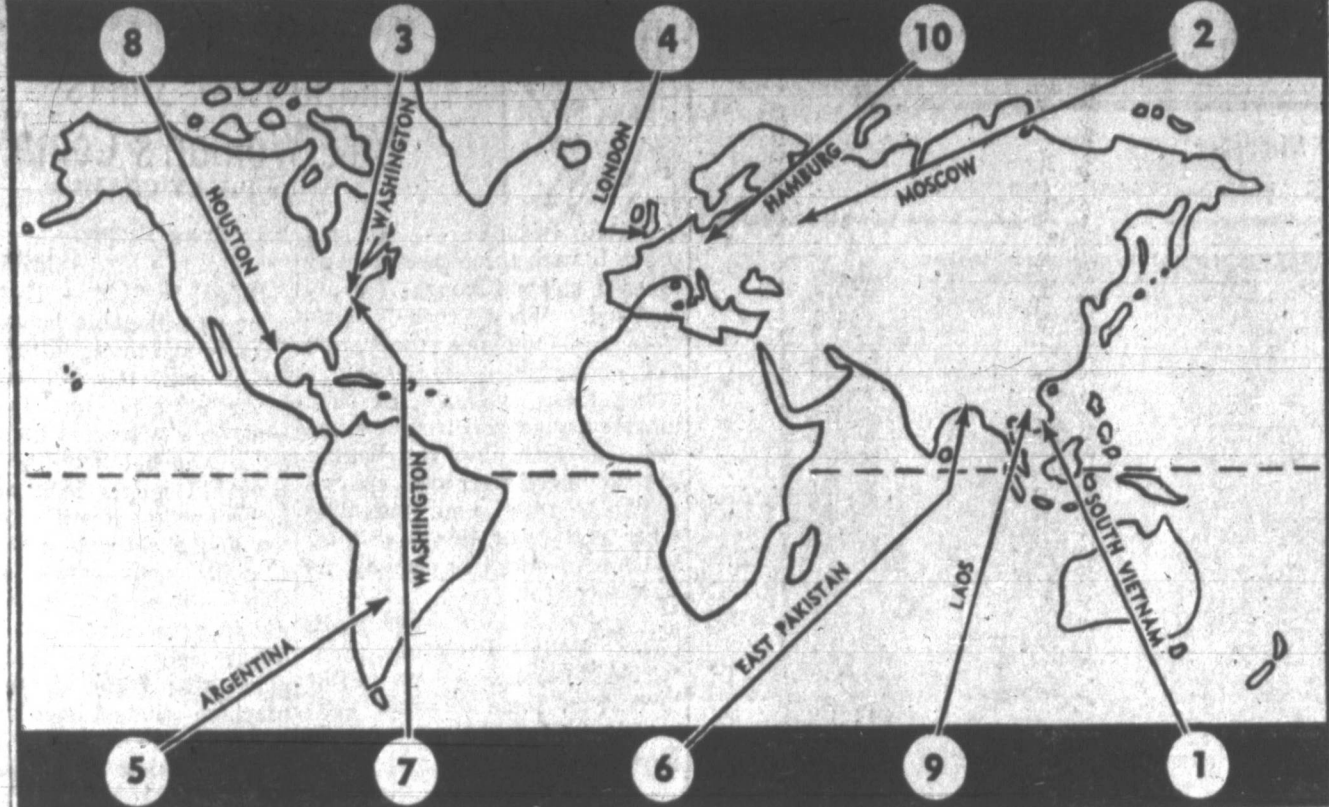 8
3
4
10
2
WASHINGTON
LONDON
HAMBURG
MOSCOW
HOUSTON
WASHINGTON
ARGENTINA
EAST PAKISTAN
LAOS
SOUTH VIETNAM
5
7
6
9
1